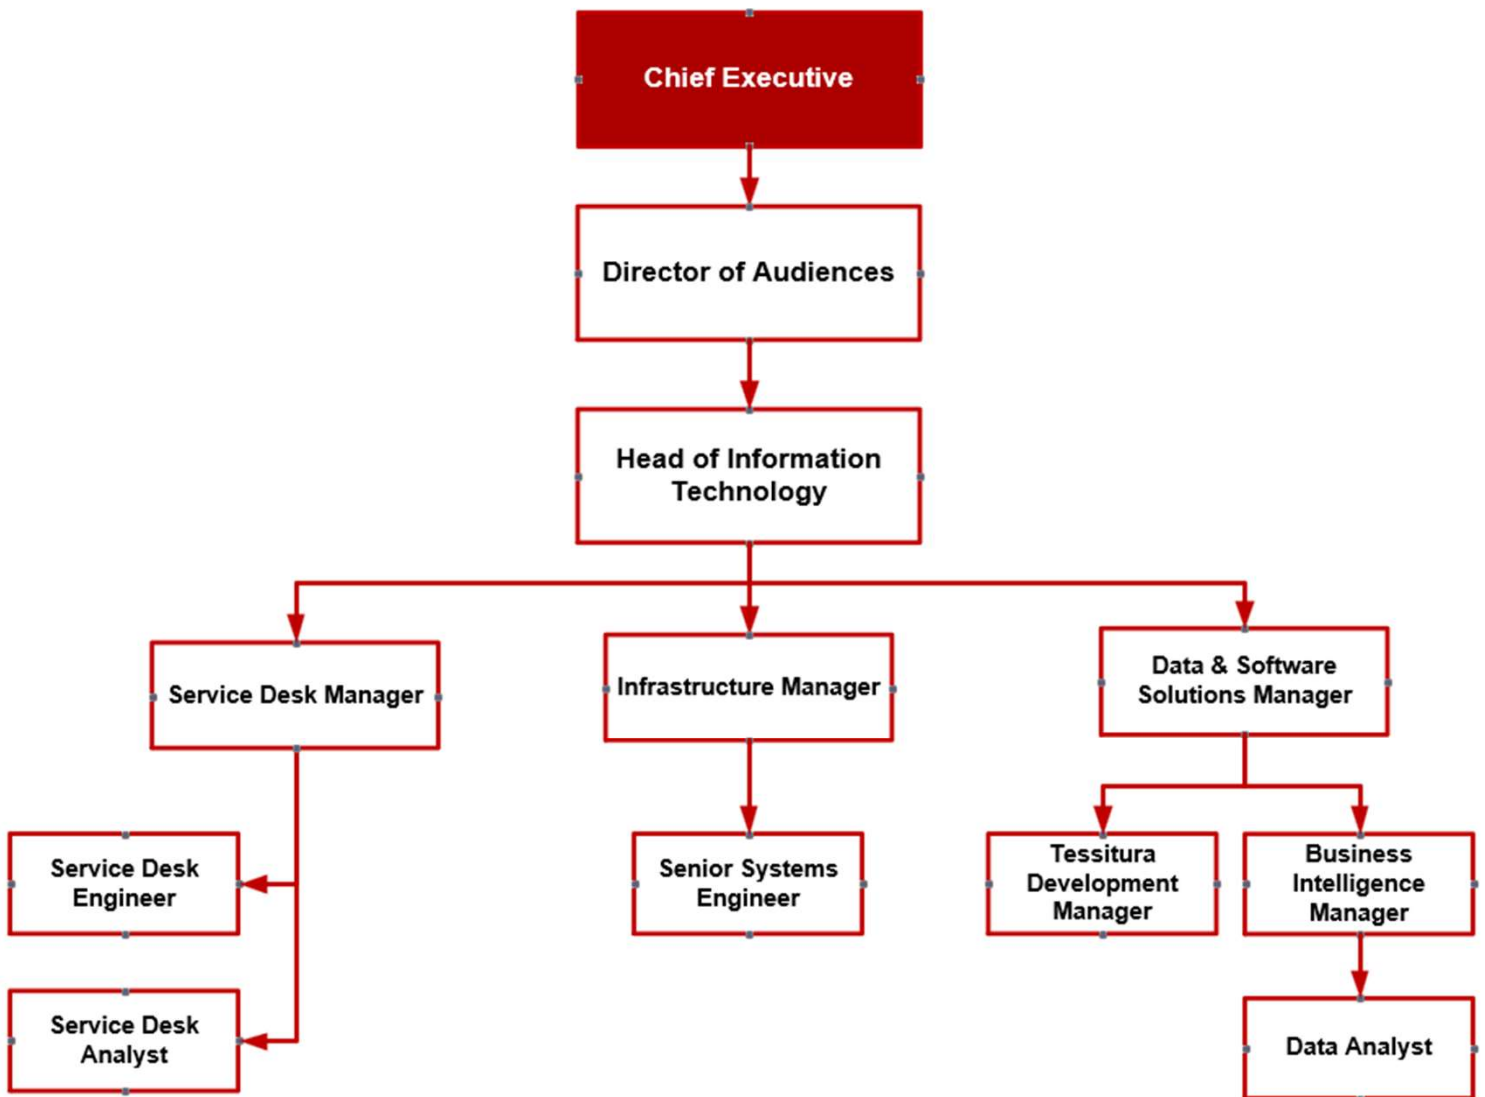 Chief Executive
Director of Audiences
Head of Information
Technology
Service Desk Manager
Infrastructure Manager
Data & Software
Solutions Manager
Service Desk
Engineer
Senior Systems
Engineer
Tessitura
Development
Manager
Business
Intelligence
Manager
Service Desk
Analyst
Data Analyst